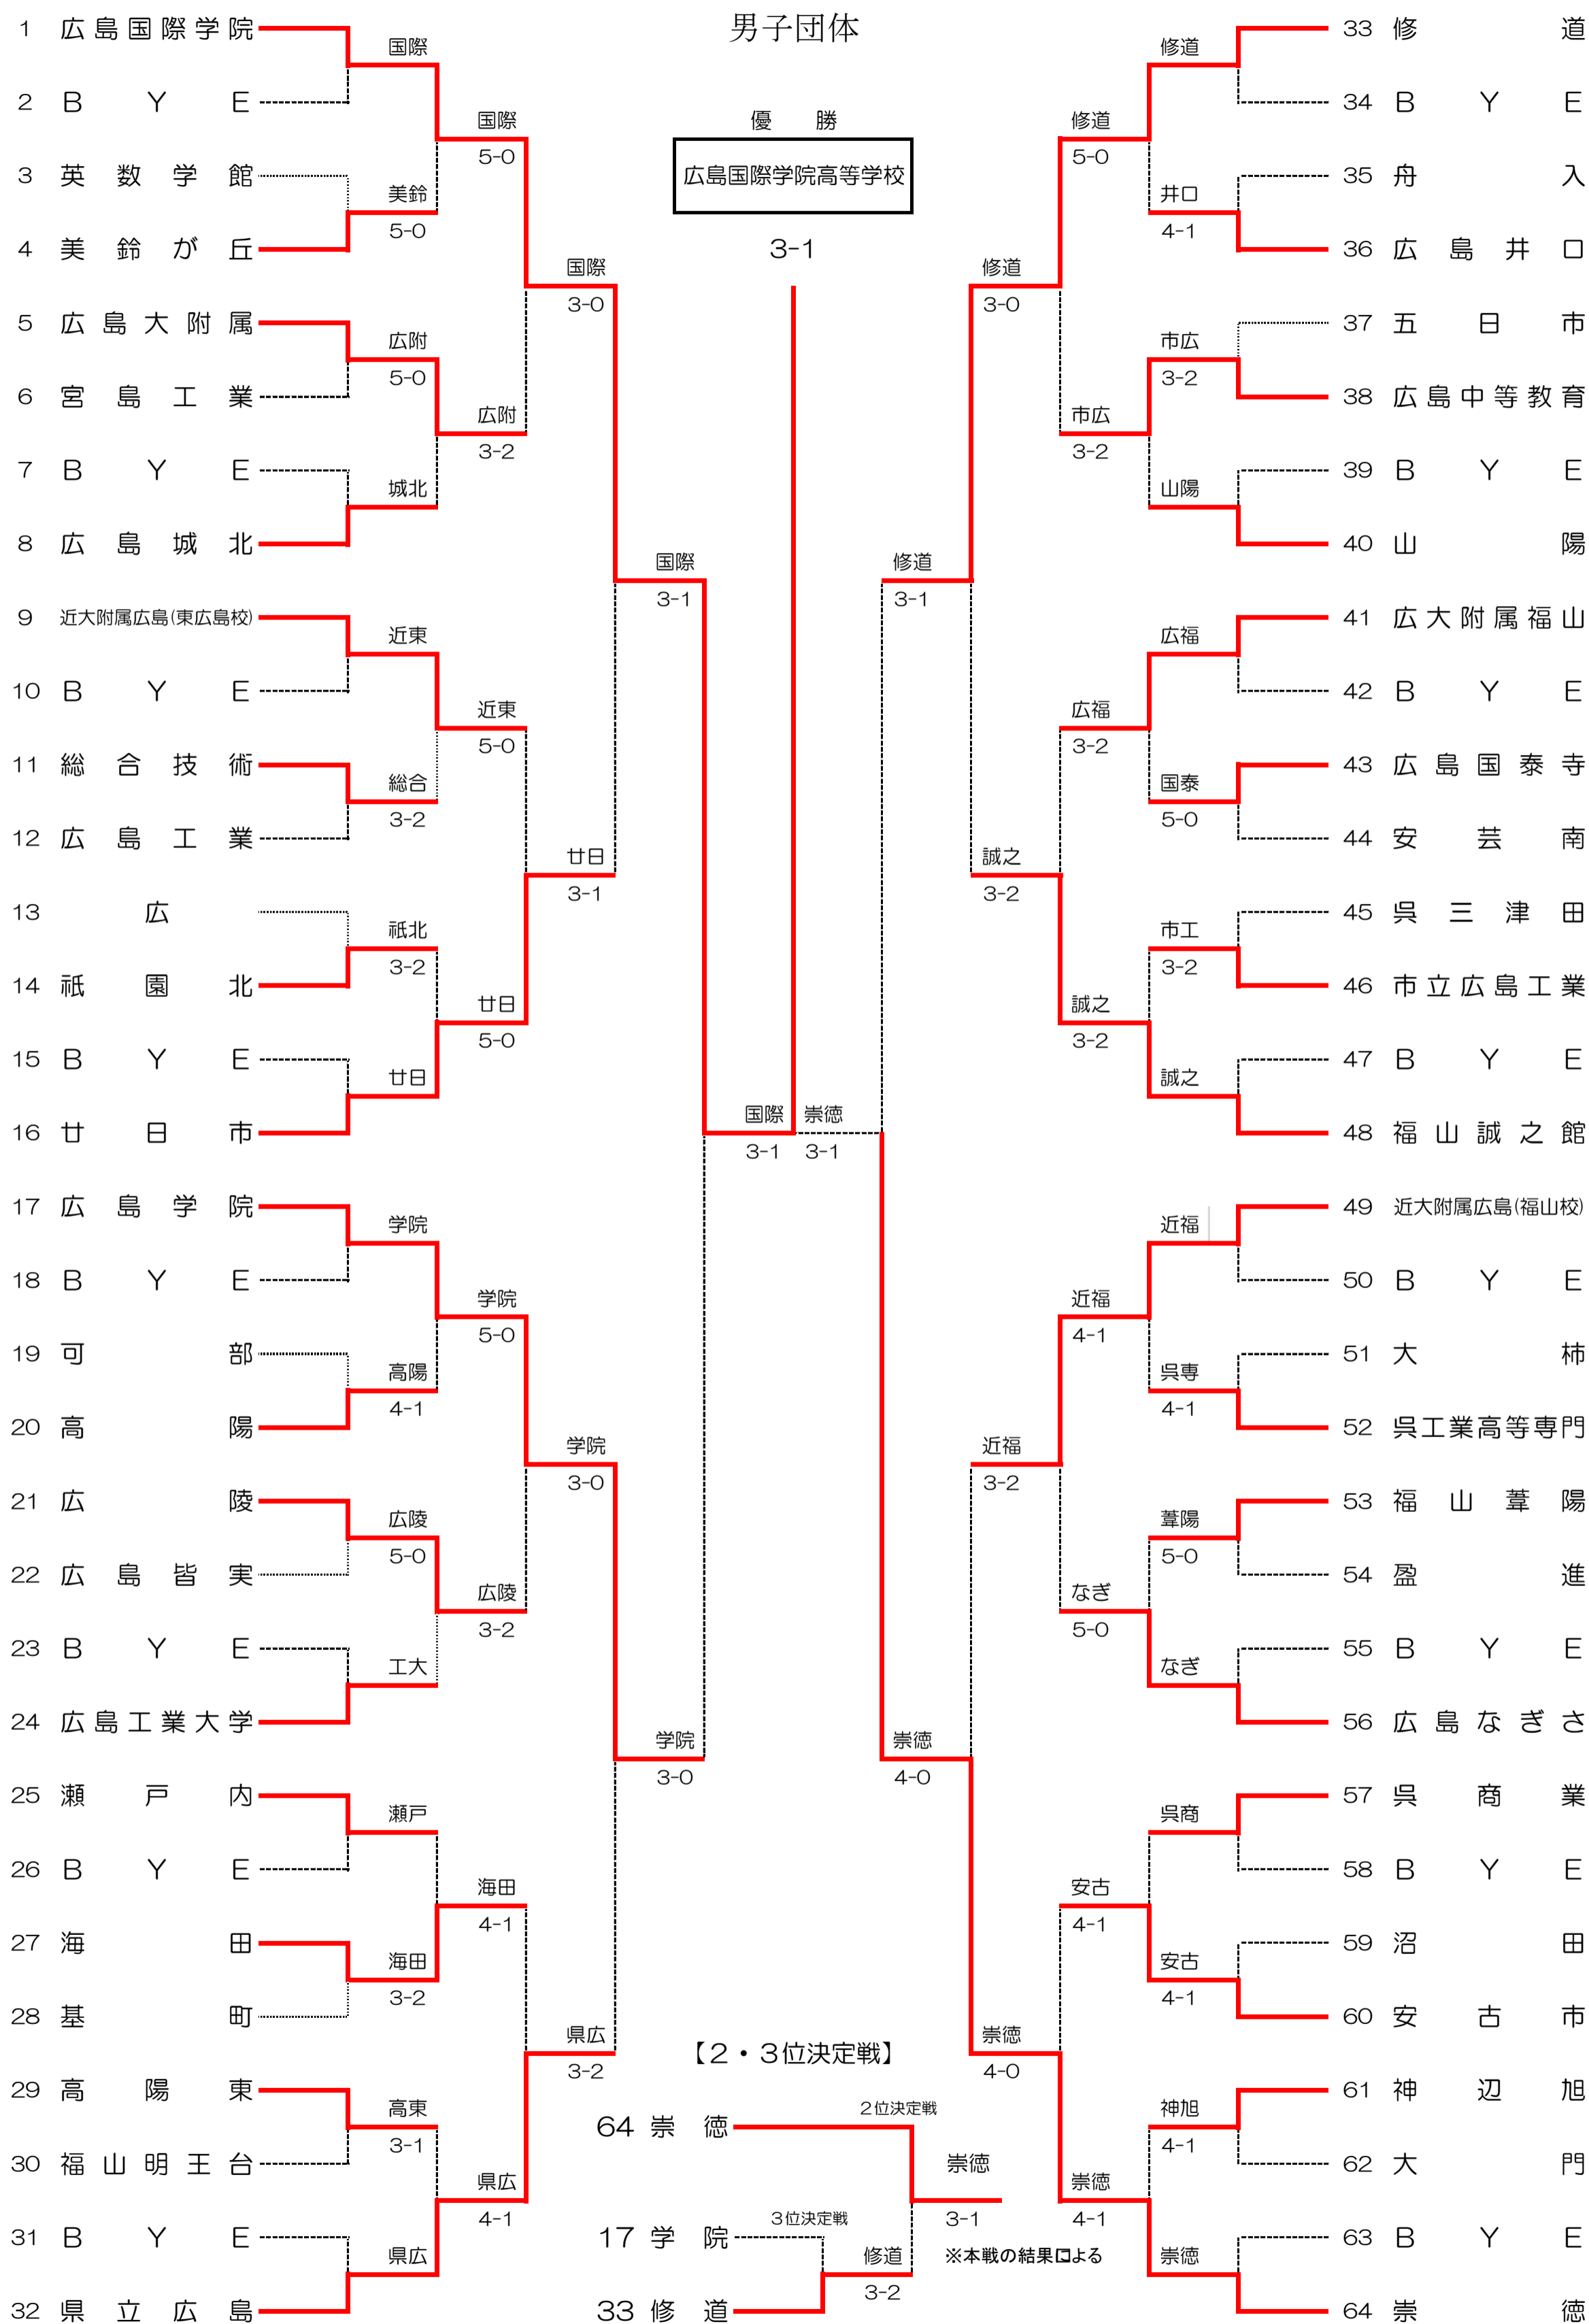 男子団体
優勝
広島国際学院高等学校
3-1
1 広島国際学院
2 BYE
3 英数学館
4 美鈴が丘
5 広島大附属
6 宮島工業
7 BYE
8 広島城北
9 近大附属広島(東広島校)
10 BYE
11 総合技術
12 広島工業
13 広
14 祇園北
15 BYE
16 廿日市
17 広島学院
18 BYE
19 可部
20 高陽
21 広陵
22 広島皆実
23 BYE
24 広島工業大学
25 瀬戸内
26 BYE
27 海田
28 基町
29 高陽東
30 福山明王台
31 BYE
32 県立広島
国際
美鈴
5-0
広附
5-0
城北
近東
総合
3-2
祇北
3-2
廿日
学院
高陽
4-1
広陵
5-0
工大
瀬戸
海田
3-2
高東
3-1
県広
国際
5-0
広附
3-2
近東
5-0
廿日
5-0
学院
5-0
広陵
3-2
海田
4-1
県広
4-1
国際
3-0
廿日
3-1
学院
3-0
県広
3-2
国際
3-1
学院
3-0
国際
3-1
崇徳
3-1
修道
3-1
崇徳
4-0
修道
3-0
誠之
3-2
近福
3-2
崇徳
4-0
修道
5-0
市広
3-2
広福
3-2
誠之
3-2
近福
4-1
なぎ
5-0
安古
4-1
崇徳
4-1
修道
井口
4-1
市広
3-2
山陽
広福
国泰
5-0
市工
3-2
誠之
近福
呉専
4-1
葦陽
5-0
なぎ
呉商
安古
4-1
神旭
4-1
崇徳
33 修道
34 BYE
35 舟入
36 広島井口
37 五日市
38 広島中等教育
39 BYE
40 山陽
41 広大附属福山
42 BYE
43 広島国泰寺
44 安芸南
45 呉三津田
46 市立広島工業
47 BYE
48 福山誠之館
49 近大附属広島(福山校)
50 BYE
51 大柿
52 呉工業高等専門
53 福山葦陽
54 盈進
55 BYE
56 広島なぎさ
57 呉商業
58 BYE
59 沼田
60 安古市
61 神辺旭
62 大門
63 BYE
64 崇徳
【2・3位決定戦】
64 崇徳
2位決定戦
崇徳
3-1
17 学院
3位決定戦
修道
3-2
※本戦の結果による
33 修道